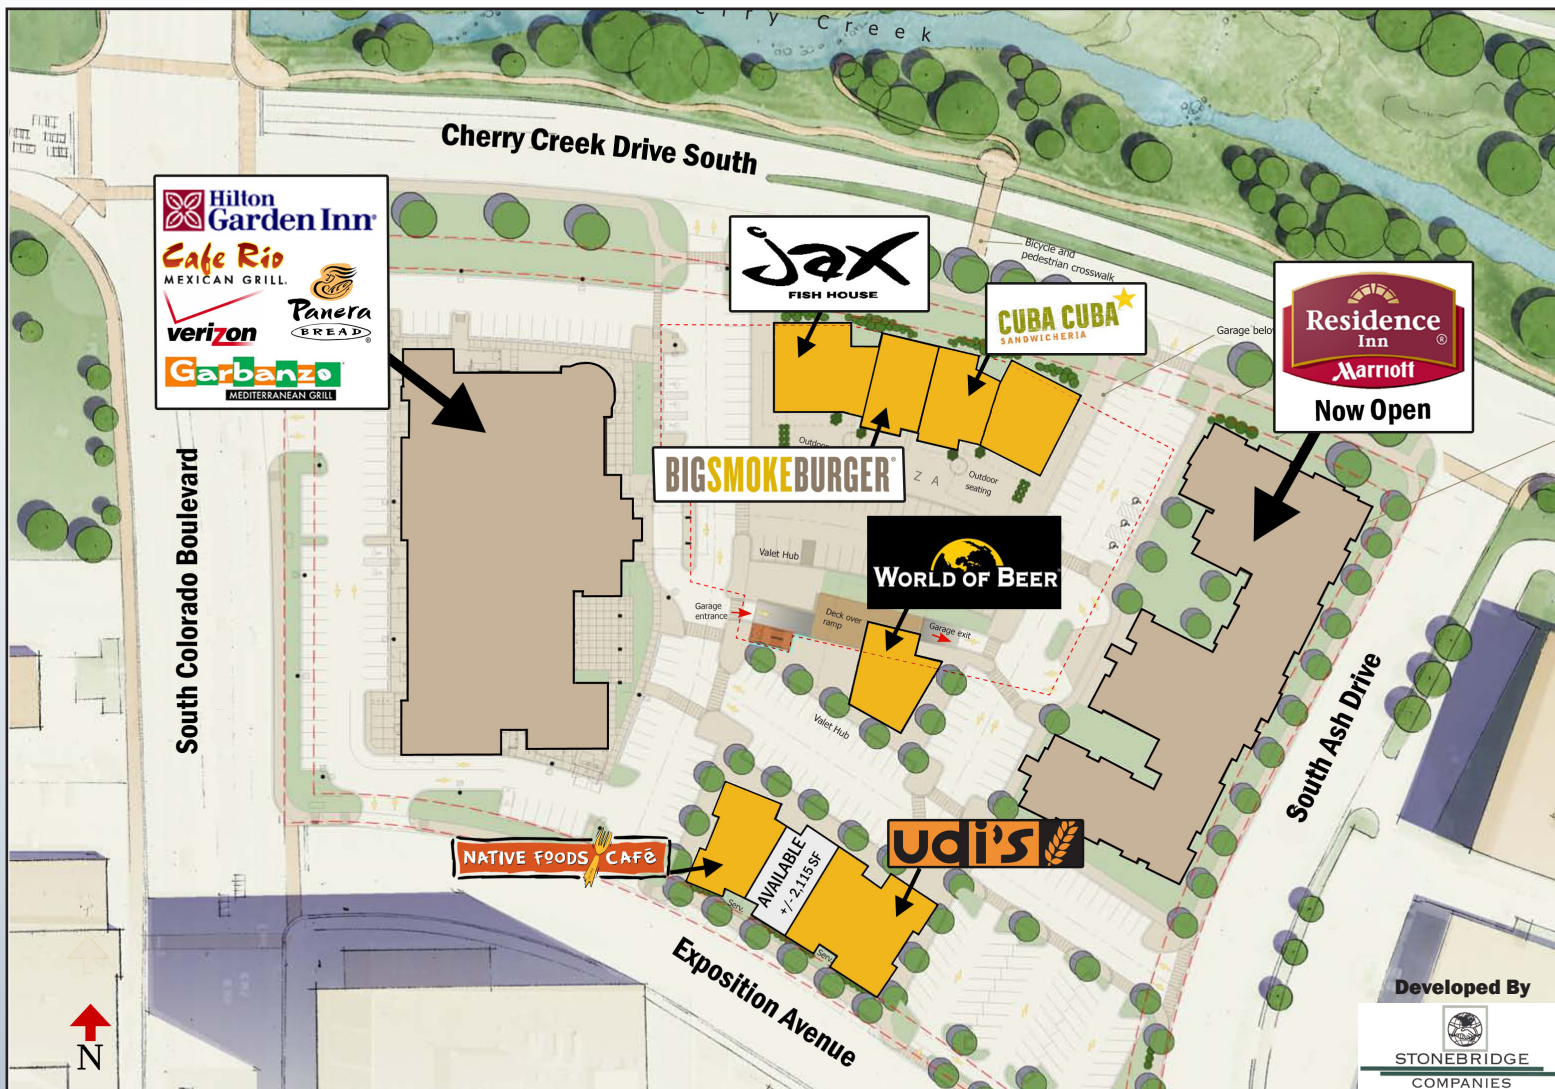 Cherry Creek
Cherry Creek Drive South
Hilton
Garden Inn
Cafe Rio
MEXICAN GRILL.
verizon
Panera
BREAD
Garbanzo
MEDITERRANEAN GRILL
jax
FISH HOUSE
Bicycle and
pedestrian crosswalk
CUBA CUBA
SANDWICHERIA
Garage below
Residence
Inn
Marriott
Now Open
BIGSMOKEBURGER
Outdoor
Z A
Outdoor
seating
South Colorado Boulevard
Valet Hub
WORLD OF BEER
Garage
entrance
Deck over
ramp
Garage exit
Valet Hub
South Ash Drive
NATIVE FOODS CAFé
AVAILABLE
+/- 2,115 SF
udi's
Serv.
Serv.
Exposition Avenue
N
Developed By
STONEBRIDGE
COMPANIES